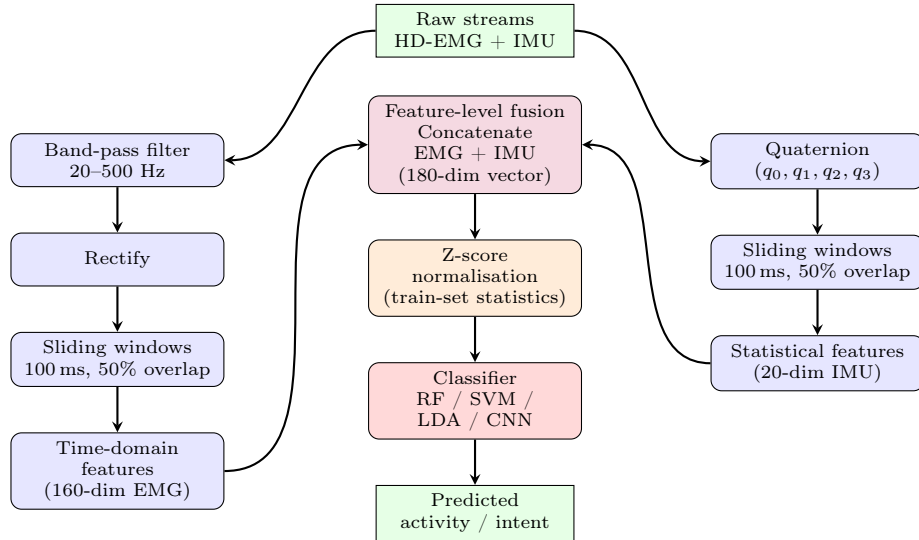 Raw streams
HD-EMG + IMU
Band-pass filter
20–500 Hz
Rectify
Sliding windows
100 ms, 50% overlap
Time-domain
features
(160-dim EMG)
Feature-level fusion
Concatenate
EMG + IMU
(180-dim vector)
Z-score
normalisation
(train-set statistics)
Classifier
RF / SVM /
LDA / CNN
Predicted
activity / intent
Quaternion
(q₀, q₁, q₂, q₃)
Sliding windows
100 ms, 50% overlap
Statistical features
(20-dim IMU)